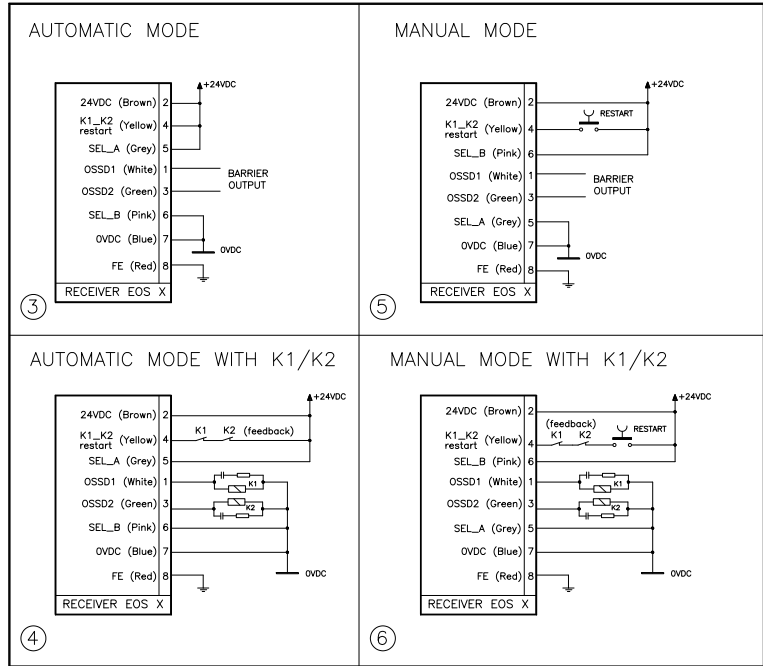 AUTOMATIC MODE
+24VDC
24VDC (Brown) 2
K1_K2 restart (Yellow) 4
SEL_A (Grey) 5
OSSD1 (White) 1
BARRIER OUTPUT
OSSD2 (Green) 3
SEL_B (Pink) 6
0VDC (Blue) 7
0VDC
FE (Red) 8
RECEIVER EOS X
3
MANUAL MODE
+24VDC
24VDC (Brown) 2
RESTART
K1_K2 restart (Yellow) 4
SEL_B (Pink) 6
OSSD1 (White) 1
BARRIER OUTPUT
OSSD2 (Green) 3
SEL_A (Grey) 5
0VDC (Blue) 7
0VDC
FE (Red) 8
RECEIVER EOS X
5
AUTOMATIC MODE WITH K1/K2
+24VDC
24VDC (Brown) 2
K1 K2 (feedback)
K1_K2 restart (Yellow) 4
SEL_A (Grey) 5
OSSD1 (White) 1
K1
OSSD2 (Green) 3
K2
SEL_B (Pink) 6
0VDC (Blue) 7
0VDC
FE (Red) 8
RECEIVER EOS X
4
MANUAL MODE WITH K1/K2
+24VDC
24VDC (Brown) 2
(feedback)
K1 K2
RESTART
K1_K2 restart (Yellow) 4
SEL_B (Pink) 6
OSSD1 (White) 1
K1
OSSD2 (Green) 3
K2
SEL_A (Grey) 5
0VDC (Blue) 7
0VDC
FE (Red) 8
RECEIVER EOS X
6